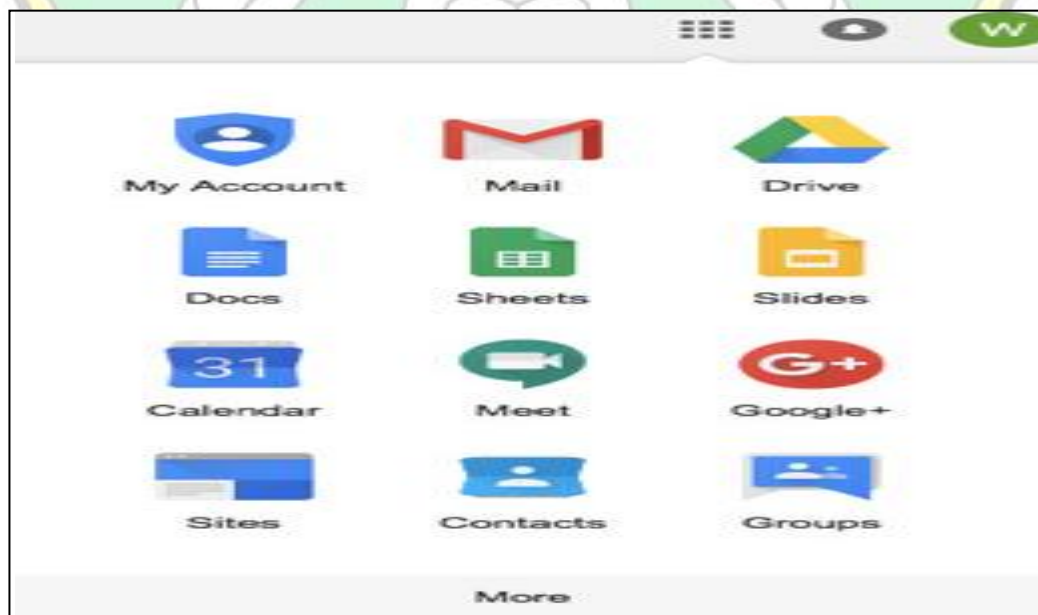 W
My Account Mail Drive
Docs Sheets Slides
31
G+
Calendar Meet Google+
Sites Contacts Groups
More